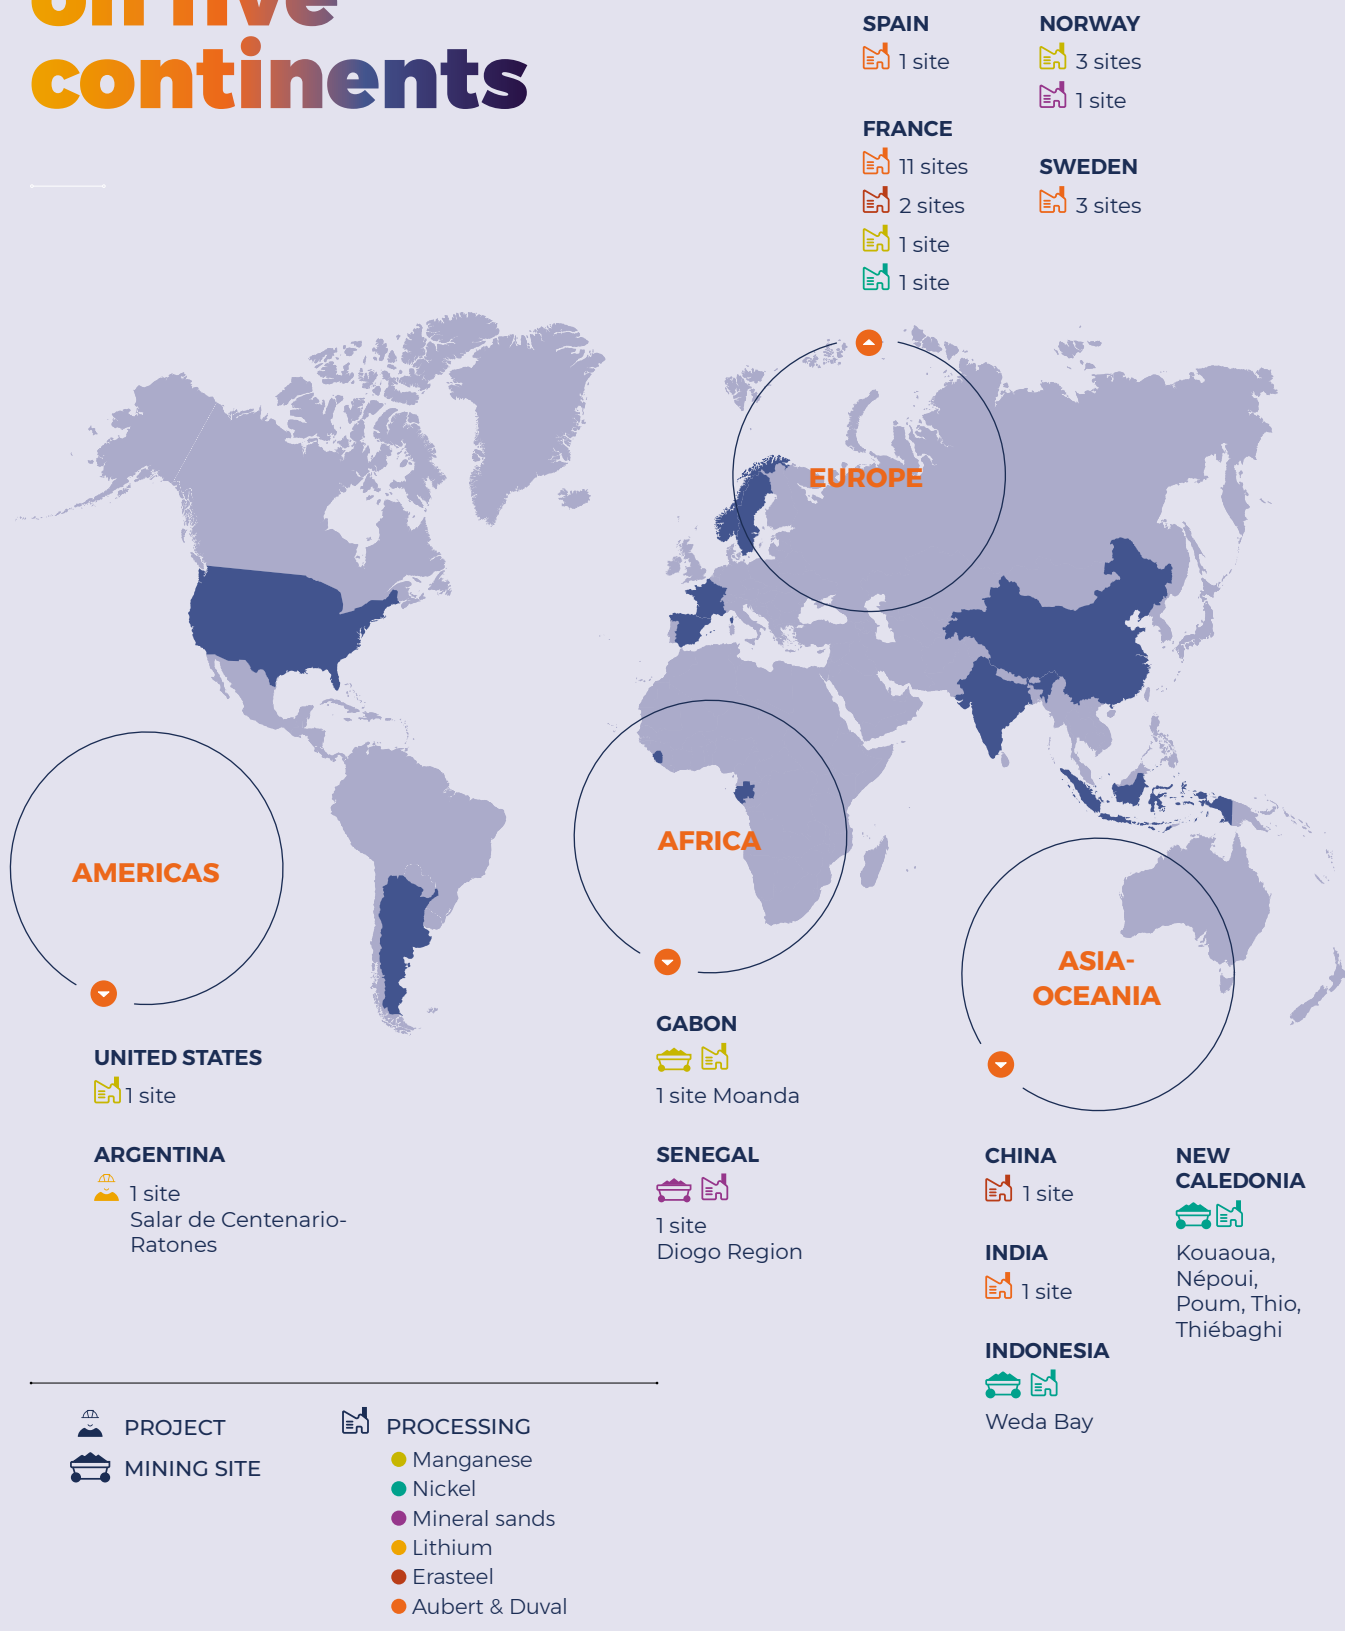 on five
continents
SPAIN
1 site
FRANCE
11 sites
2 sites
1 site
1 site
NORWAY
3 sites
1 site
SWEDEN
3 sites
EUROPE
AMERICAS
AFRICA
ASIA-
OCEANIA
UNITED STATES
1 site
ARGENTINA
1 site
Salar de Centenario-
Ratones
GABON
1 site Moanda
SENEGAL
1 site
Diogo Region
CHINA
1 site
INDIA
1 site
INDONESIA
Weda Bay
NEW
CALEDONIA
Kouaoua,
Népoui,
Poum, Thio,
Thiébaghi
PROJECT
MINING SITE
PROCESSING
Manganese
Nickel
Mineral sands
Lithium
Erasteel
Aubert & Duval